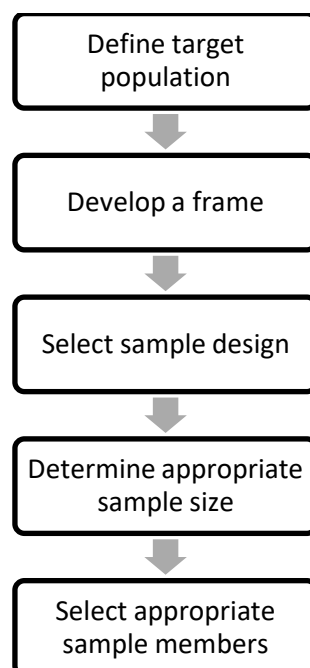 Define target
population
Develop a frame
Select sample design
Determine appropriate
sample size
Select appropriate
sample members